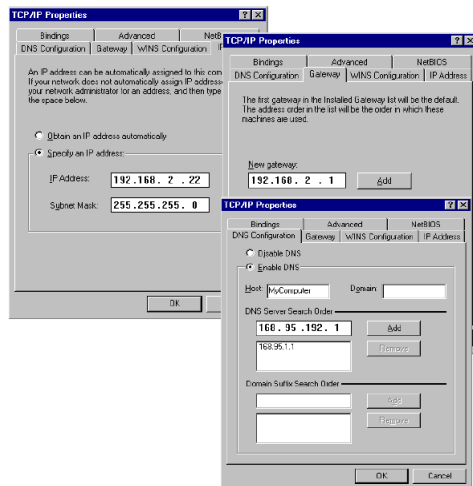 TCP/IP Properties
Bindings
Advanced
NetB
DNS Configuration
Gateway
WINS Configuration
IP
An IP address can be automatically assigned to this com
If your network does not automatically assign IP address
your network administrator for an address, and then type
the space below.
Obtain an IP address automatically
Specify an IP address:
IP Address:
192.168. 2 . 22
Subnet Mask:
255.255.255. 0
OK
TCP/IP Properties
Bindings
Advanced
NetBIOS
DNS Configuration
Gateway
WINS Configuration
IP Address
The first gateway in the Installed Gateway list will be the default.
The address order in the list will be the order in which these
machines are used.
New gateway:
192.168. 2 . 1
Add
TCP/IP Properties
Bindings
Advanced
NetBIOS
DNS Configuration
Gateway
WINS Configuration
IP Address
Disable DNS
Enable DNS
Host:
MyComputer
Domain:
DNS Server Search Order
168. 95 .192. 1
Add
168.95.1.1
Remove
Domain Suffix Search Order
Add
Remove
OK
Cancel